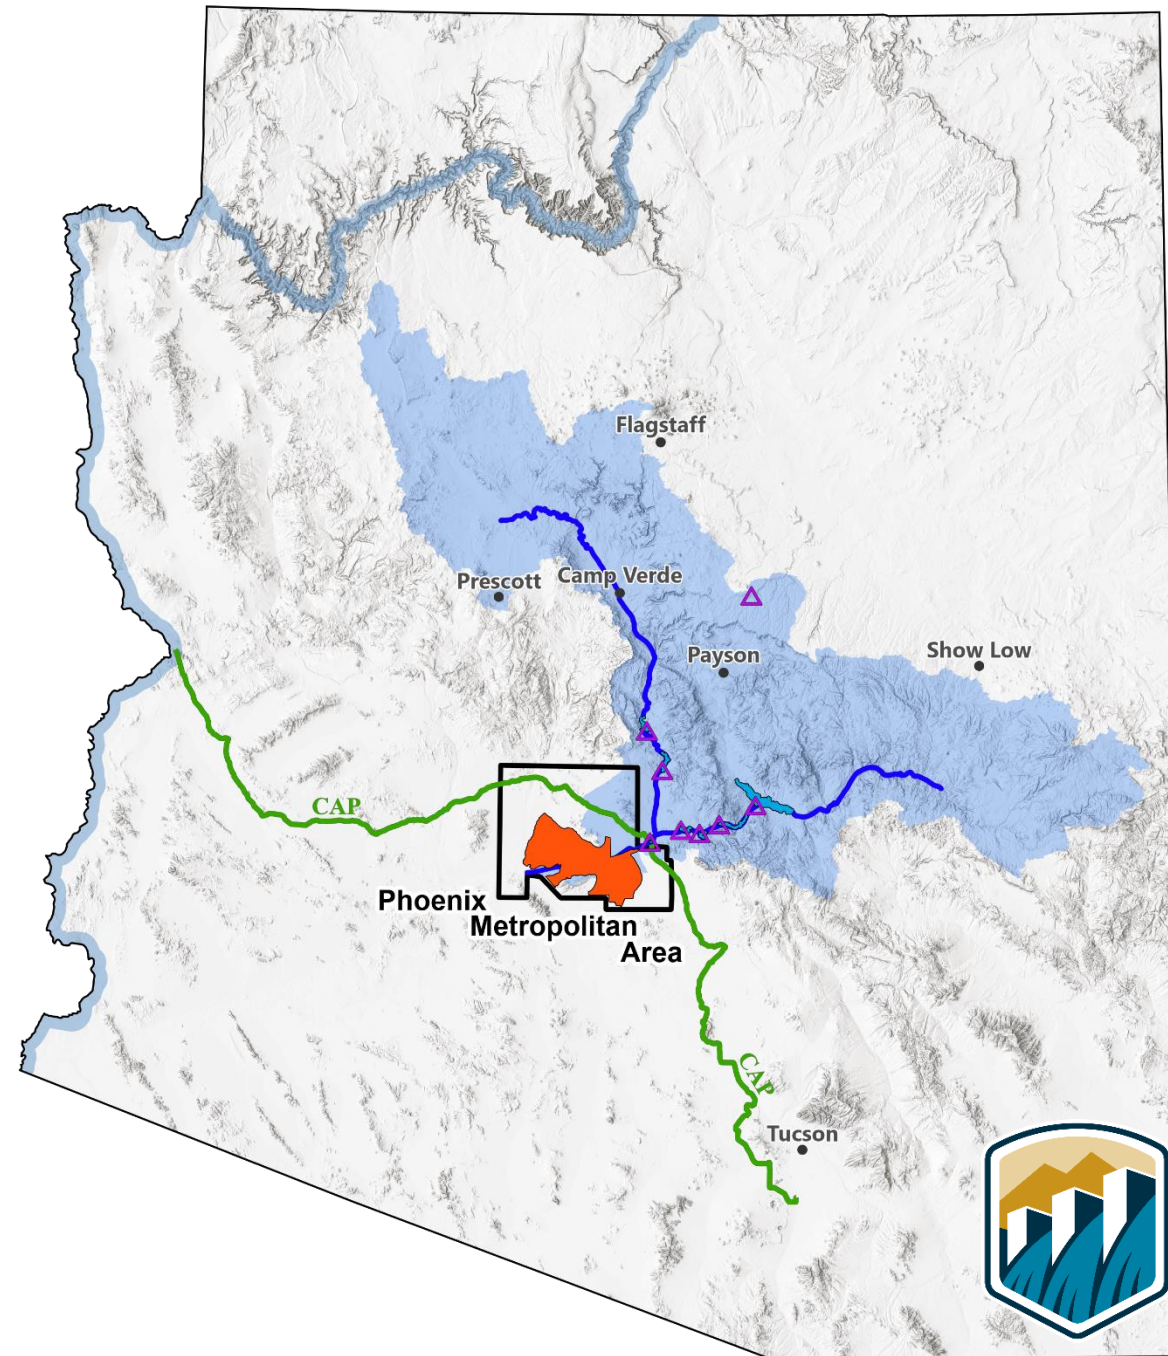 Flagstaff
Prescott
Camp Verde
Payson
Show Low
CAP
Phoenix
Metropolitan
Area
CAP
Tucson